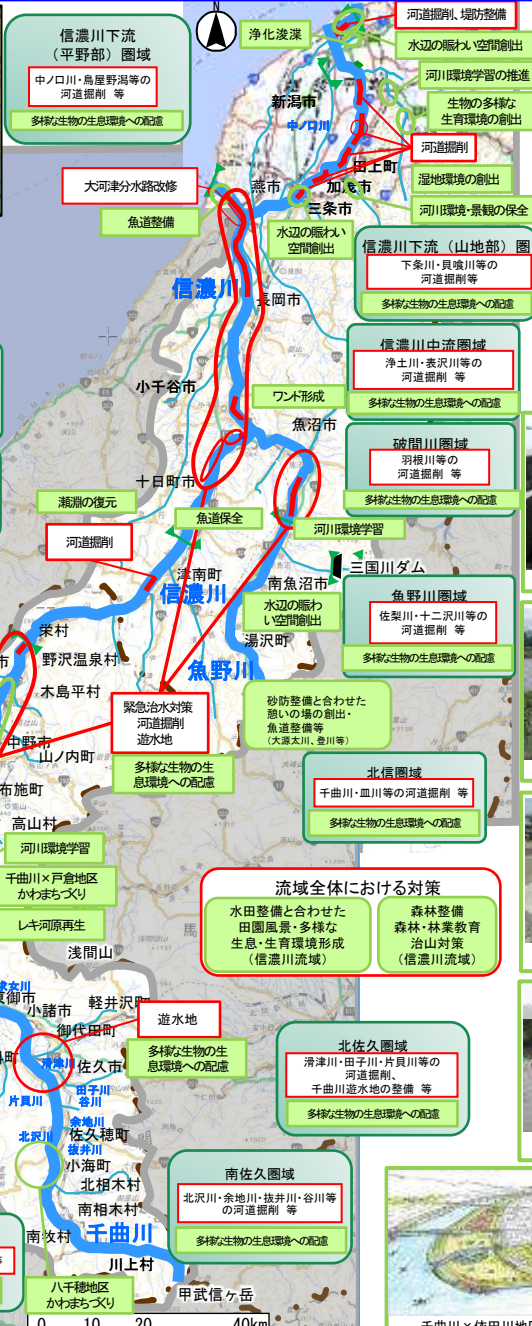 信濃川下流
（平野部）圏域
中ノ口川・鳥屋野潟等の
河道掘削 等
多様な生物の生息環境への配慮
N
浄化浚渫
河道掘削、堤防整備
水辺の賑わい空間創出
河川環境学習の推進
生物の多様な
生育環境の創出
新潟市
中ノ口川
河道掘削
田上町
湿地環境の創出
大河津分水路改修
燕市
加茂市
三条市
河川環境・景観の保全
魚道整備
水辺の賑わい
空間創出
信濃川下流（山地部）圏
下条川・貝喰川等の
河道掘削等
多様な生物の生息環境への配慮
信濃川
長岡市
信濃川中流圏域
浄土川・表沢川等の
河道掘削 等
多様な生物の生息環境への配慮
小千谷市
ワンド形成
魚沼市
破間川圏域
羽根川等の
河道掘削 等
多様な生物の生息環境への配慮
十日町市
瀬淵の復元
魚道保全
河川環境学習
河道掘削
三国川ダム
津南町
南魚沼市
信濃川
水辺の賑わ
い空間創出
魚野川圏域
佐梨川・十二沢川等の
河道掘削 等
多様な生物の生息環境への配慮
栄村
湯沢町
市
野沢温泉村
魚野川
木島平村
緊急治水対策
河道掘削
遊水地
砂防整備と合わせた
憩いの場の創出・
魚道整備等
（大源太川、登川等）
中野市
山ノ内町
多様な生物の生
息環境への配慮
北信圏域
千曲川・皿川等の河道掘削 等
多様な生物の生息環境への配慮
布施町
高山村
河川環境学習
千曲川×戸倉地区
かわまちづくり
レキ河原再生
流域全体における対策
水田整備と合わせた
田園風景・多様な
生息・生育環境形成
（信濃川流域）
森林整備
森林・林業教育
治山対策
（信濃川流域）
浅間山
求女川
東御市
小諸市
軽井沢町
御代田町
遊水地
滑津川
佐久市
多様な生物の生
息環境への配慮
北佐久圏域
滑津川・田子川・片貝川等の
河道掘削、
千曲川遊水地の整備 等
多様な生物の生息環境への配慮
田子川
谷川
片貝川
余地川
北沢川
佐久穂町
抜井川
小海町
北相木村
南佐久圏域
北沢川・余地川・抜井川・谷川等
の河道掘削 等
多様な生物の生息環境への配慮
南相木村
南牧村
千曲川
川上村
等
八千穂地区
かわまちづくり
甲武信ヶ岳
0 10 20 40km
千曲川×依田川地